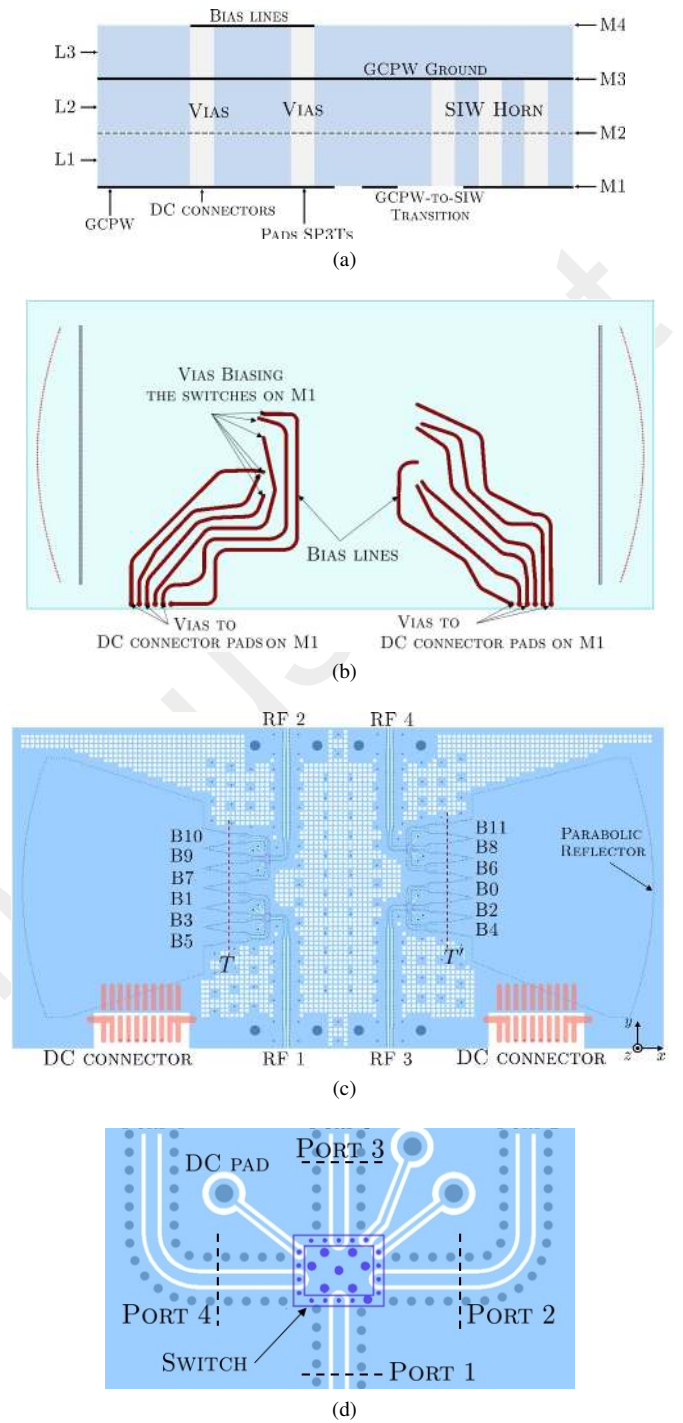 BIAS LINES
M4
L3
GCPW GROUND
M3
L2
VIAS
VIAS
SIW HORN
M2
L1
M1
GCPW
DC CONNECTORS
PADS SP3TS
GCPW-TO-SIW
TRANSITION
(a)
VIAS BIASING
THE SWITCHES ON M1
BIAS LINES
VIAS TO
DC CONNECTOR PADS ON M1
VIAS TO
DC CONNECTOR PADS ON M1
(b)
RF 2
RF 4
B10
B9
B7
B1
B3
B5
B11
B8
B6
B0
B2
B4
PARABOLIC
REFLECTOR
T
T'
DC CONNECTOR
RF 1
RF 3
DC CONNECTOR
y
z
x
(c)
PORT 3
DC PAD
PORT 4
PORT 2
SWITCH
PORT 1
(d)